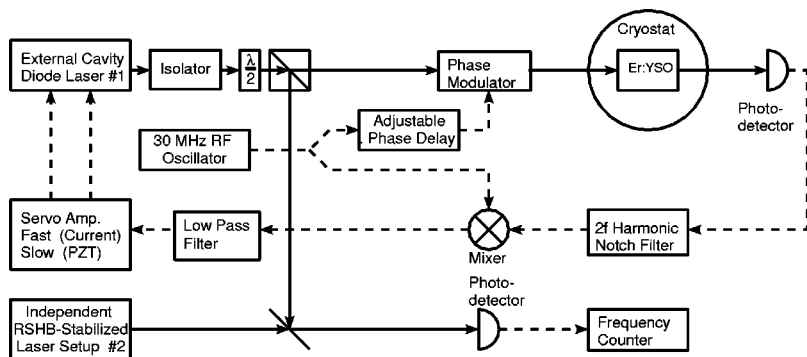 External Cavity
Diode Laser #1
Isolator
λ
2
Phase
Modulator
Cryostat
Er:YSO
Photo-
detector
30 MHz RF
Oscillator
Adjustable
Phase Delay
Servo Amp.
Fast (Current)
Slow (PZT)
Low Pass
Filter
Mixer
2f Harmonic
Notch Filter
Independent
RSHB-Stabilized
Laser Setup #2
Photo-
detector
Frequency
Counter